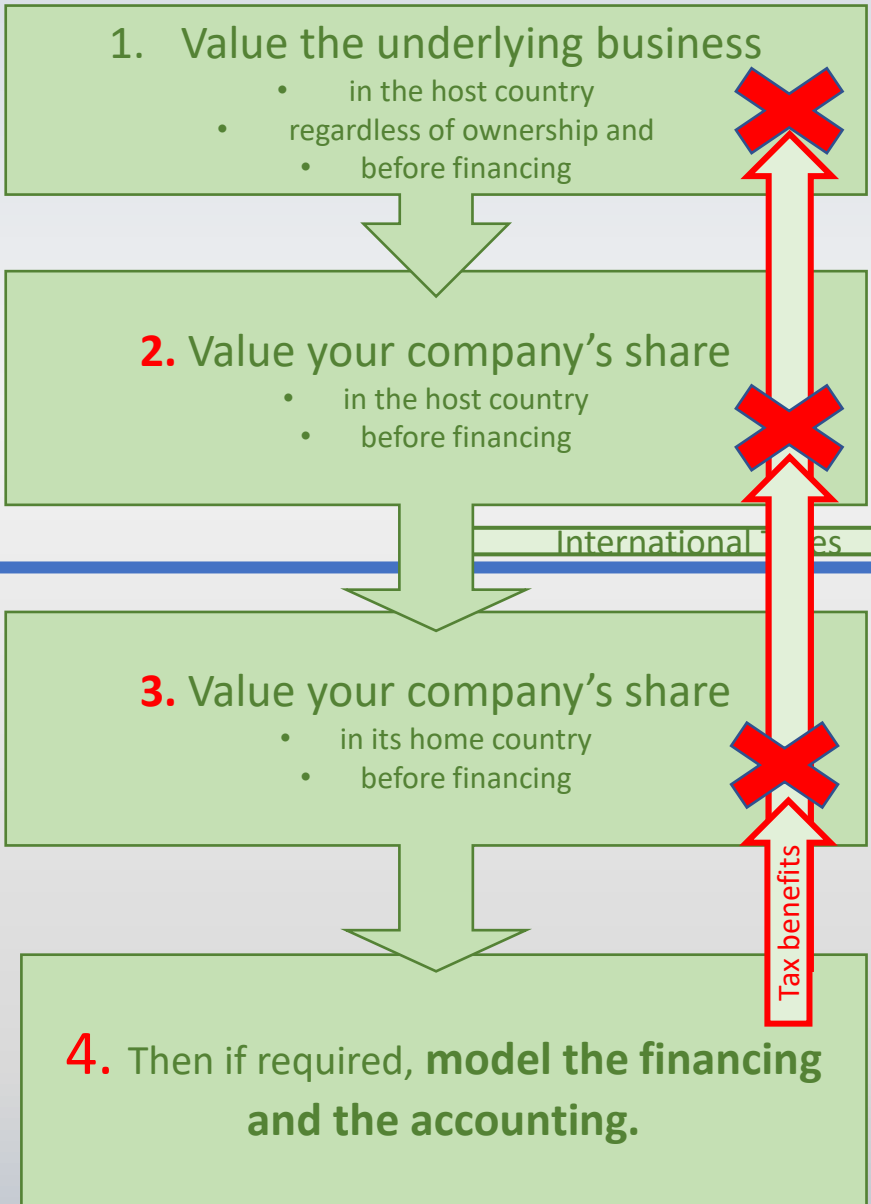 1. Value the underlying business
• in the host country
• regardless of ownership and
• before financing
2. Value your company’s share
• in the host country
• before financing
International
3. Value your company’s share
• in its home country
• before financing
Tax benefits
4. Then if required, model the financing
and the accounting.